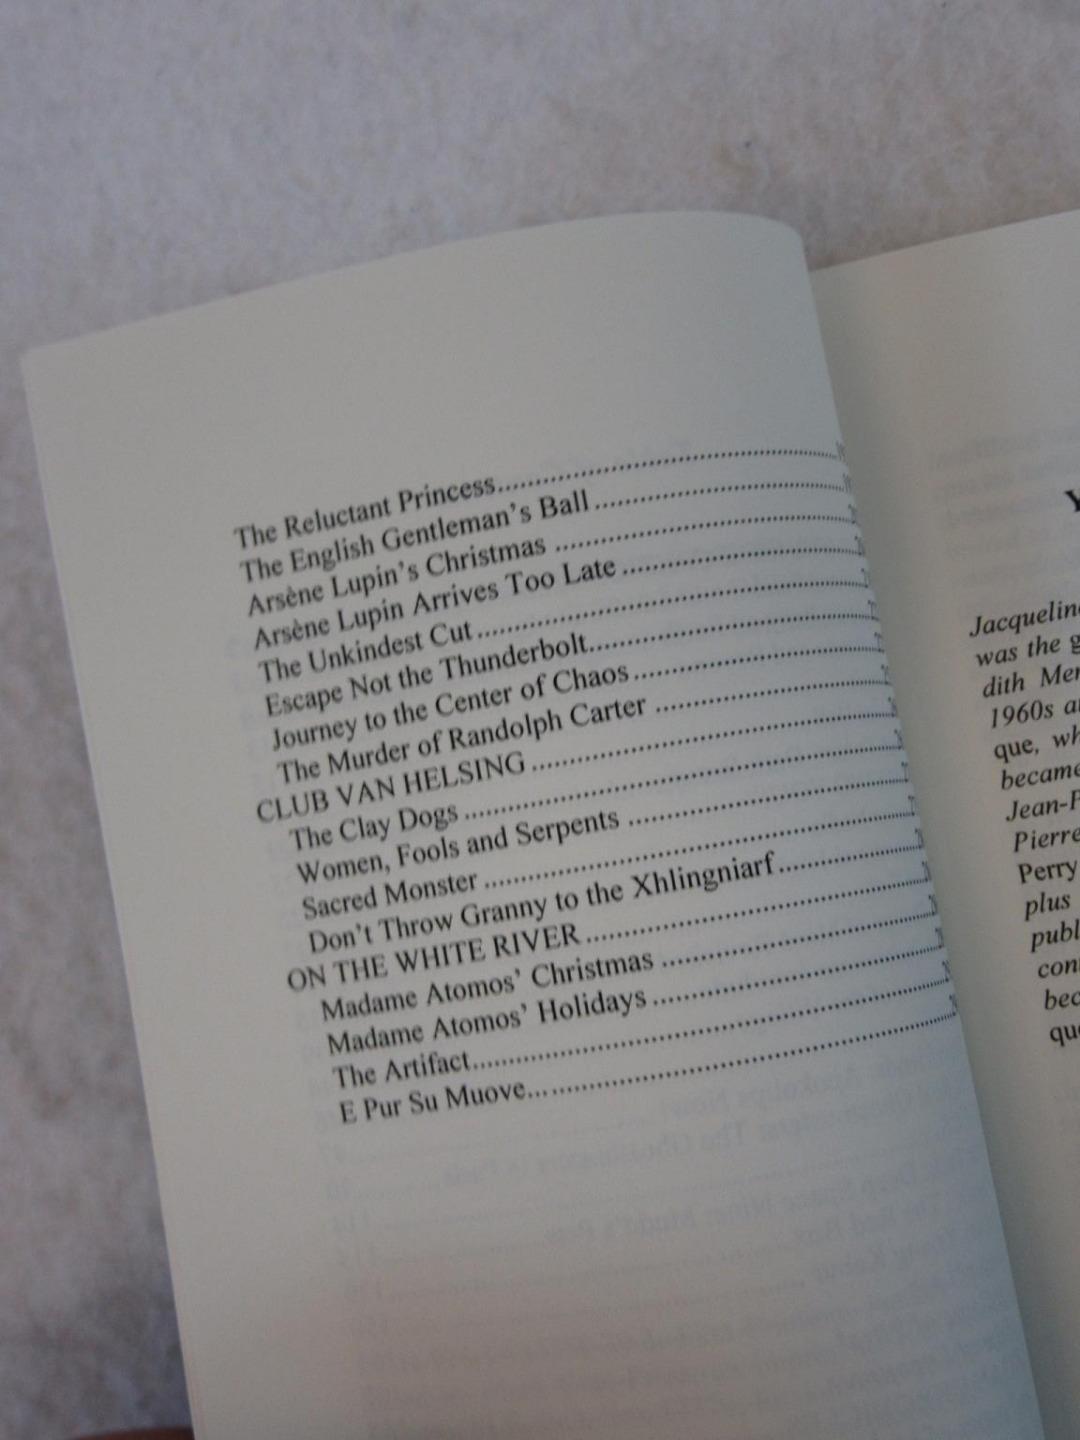 The Reluctant Princess
The English Gentleman's Ball
Arsène Lupin's Christmas
Arsène Lupin Arrives Too Late
The Unkindest Cut
Escape Not the Thunderbolt
Journey to the Center of Chaos
The Murder of Randolph Carter
CLUB VAN HELSING
The Clay Dogs
Women, Fools and Serpents
Sacred Monster
Don't Throw Granny to the Xhlingniarf
ON THE WHITE RIVER
Madame Atomos' Christmas
Madame Atomos' Holidays
The Artifact
E Pur Su Muove...
Y
Jacqueline
was the g
dith Mer
1960s a
que, wh
became
Jean-P
Pierre
Perry
plus
publ
con
bec
qu